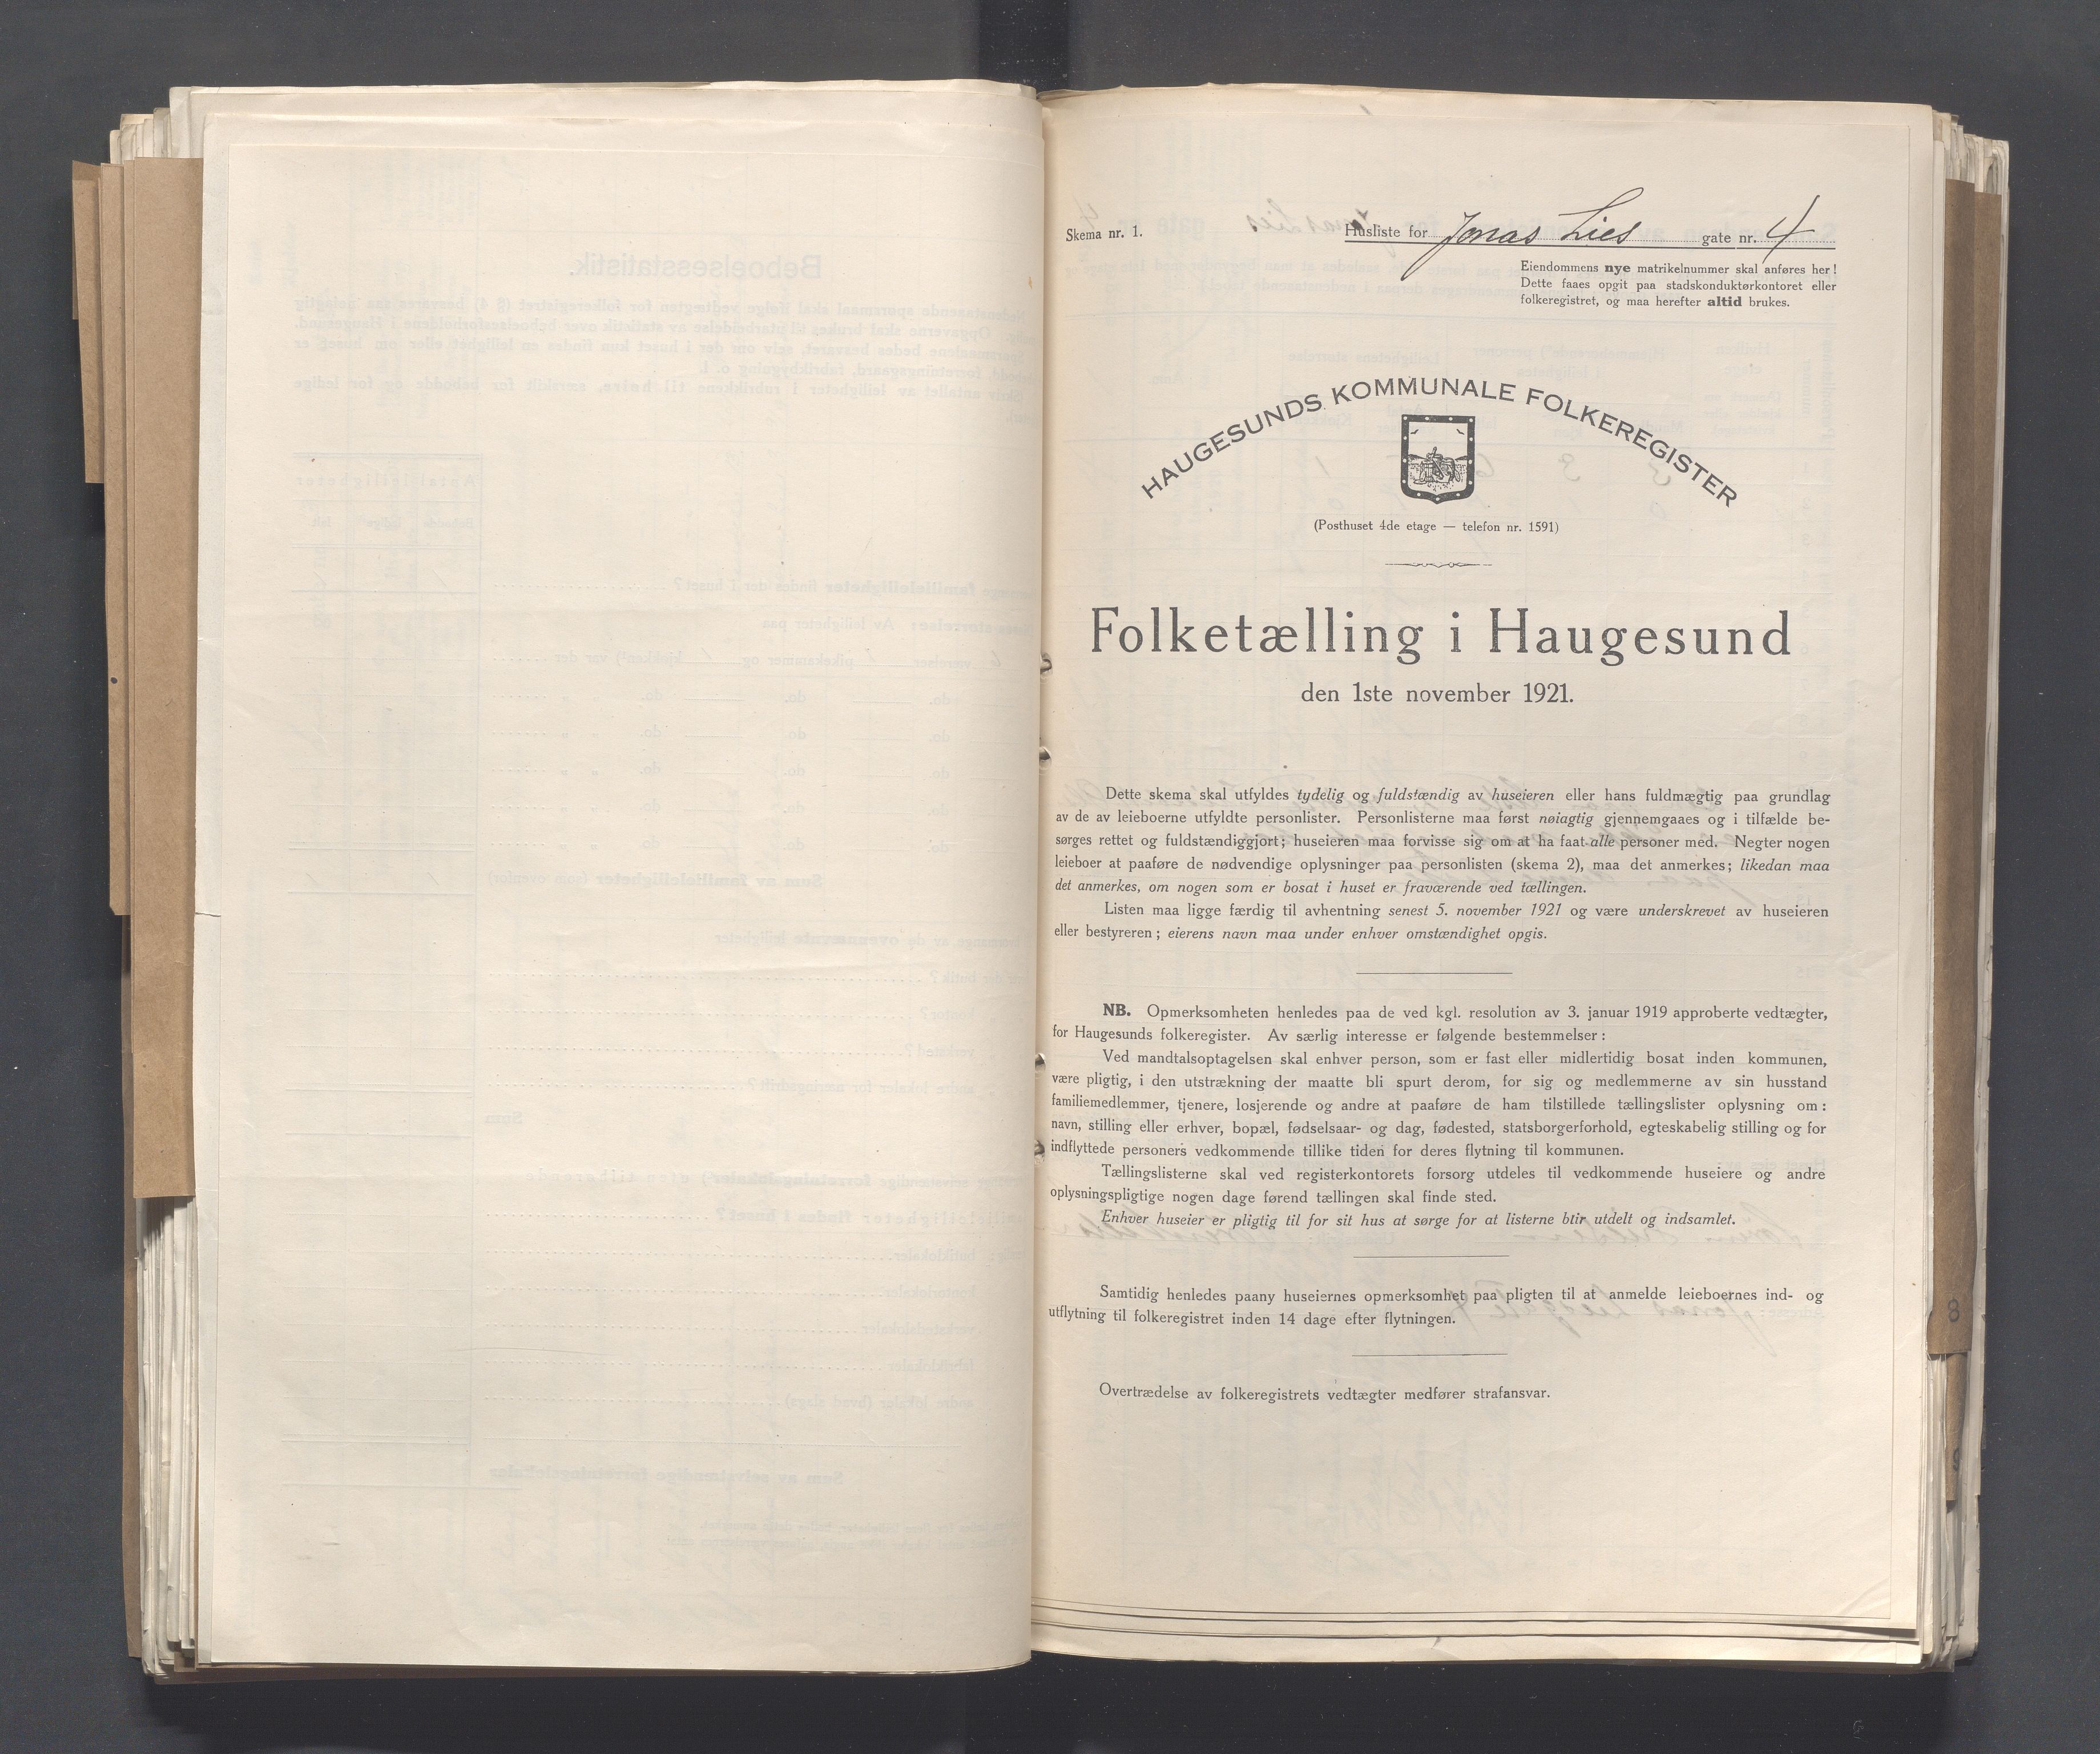 Skema nr. 1.
Husliste for Jonas Lies gate nr. 4
Eiendommens nye matrikelnummer skal anføres her!
Dette faaes opgit paa stadskonduktørkontoret eller
folkeregistret, og maa herefter altid brukes.
HAUGESUNDS KOMMUNALE FOLKEREGISTER
(Posthuset 4de etage — telefon nr. 1591)
Folketælling i Haugesund
den 1ste november 1921.
Dette skema skal utfyldes tydelig og fuldstændig av huseieren eller hans fuldmægtig paa grundlag
av de av leieboerne utfyldte personlister. Personlisterne maa først nøiagtig gjennemgaaes og i tilfælde be-
sørges rettet og fuldstændiggjort; huseieren maa forvisse sig om at ha faat alle personer med. Negter nogen
leieboer at paaføre de nødvendige oplysninger paa personlisten (skema 2), maa det anmerkes; likedan maa
det anmerkes, om nogen som er bosat i huset er fraværende ved tællingen.
Listen maa ligge færdig til avhentning senest 5. november 1921 og være underskrevet av huseieren
eller bestyreren; eierens navn maa under enhver omstændighet opgis.
NB. Opmerksomheten henledes paa de ved kgl. resolution av 3. januar 1919 approberte vedtægter,
for Haugesunds folkeregister. Av særlig interesse er følgende bestemmelser:
Ved mandtalsoptagelsen skal enhver person, som er fast eller midlertidig bosat inden kommunen,
være pligtig, i den utstrækning der maatte bli spurt derom, for sig og medlemmerne av sin husstand
familiemedlemmer, tjenere, losjerende og andre at paaføre de ham tilstillede tællingslister oplysning om:
navn, stilling eller erhver, bopæl, fødselsaar- og dag, fødested, statsborgerforhold, egteskabelig stilling og for
indflyttede personers vedkommende tillike tiden for deres flytning til kommunen.
Tællingslisterne skal ved registerkontorets forsorg utdeles til vedkommende huseiere og andre
oplysningspligtige nogen dage førend tællingen skal finde sted.
Enhver huseier er pligtig til for sit hus at sørge for at listerne blir utdelt og indsamlet.
Samtidig henledes paany huseiernes opmerksomhet paa pligten til at anmelde leieboernes ind- og
utflytning til folkeregistret inden 14 dage efter flytningen.
Overtrædelse av folkeregistrets vedtægter medfører strafansvar.
8
9